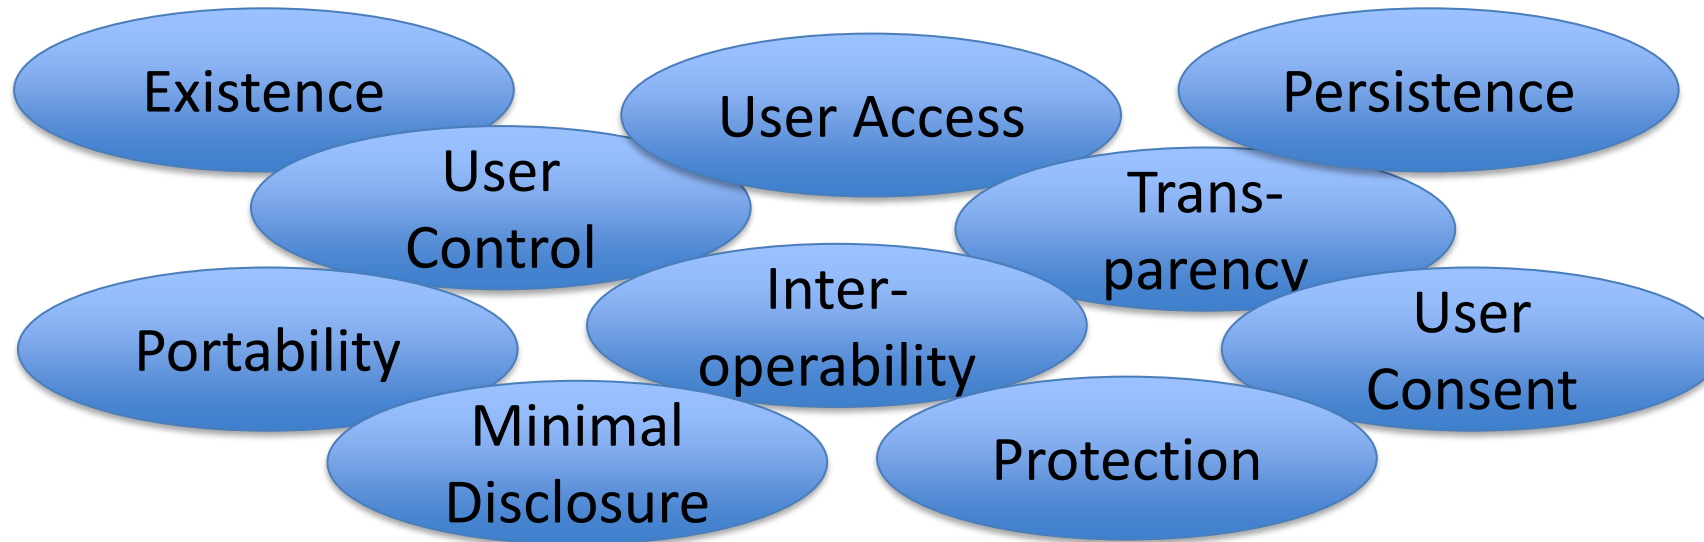 Existence
User Access
Persistence
User
Control
Trans-
parency
Portability
Inter-
operability
User
Consent
Minimal
Disclosure
Protection